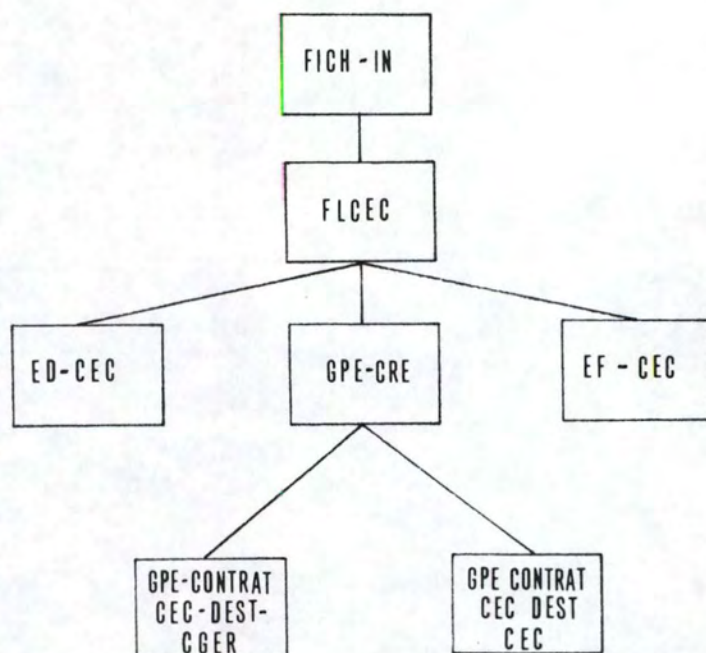 FICH - IN
FLCEC
ED-CEC
GPE-CRE
EF - CEC
GPE-CONTRAT
CEC-DEST-
CGER
GPE CONTRAT
CEC DEST
CEC